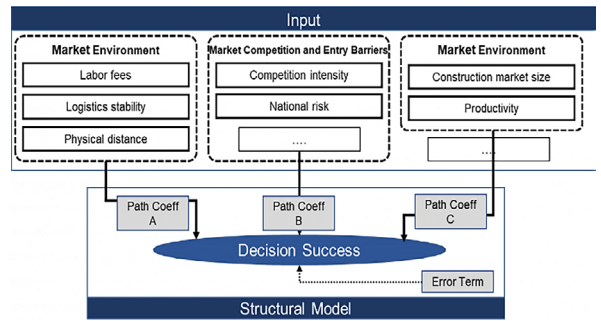 Input
Market Environment
Labor fees
Logistics stability
Physical distance
Market Competition and Entry Barriers
Competition intensity
National risk
....
Market Environment
Construction market size
Productivity
....
Path Coeff
A
Path Coeff
B
Path Coeff
C
Decision Success
Error Term
Structural Model